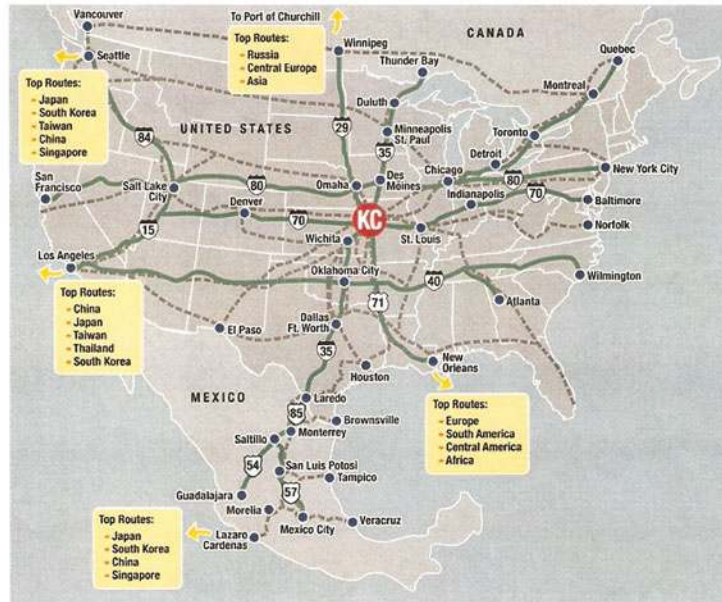 Vancouver
To Port of Churchill
CANADA
Seattle
Top Routes:
Japan
South Korea
Taiwan
China
Singapore
Top Routes:
Russia
Central Europe
Asia
Winnipeg
Thunder Bay
Quebec
Montreal
Duluth
UNITED STATES
84
29
35
Minneapolis
St. Paul
Toronto
Detroit
San
Francisco
Salt Lake
City
80
Omaha
Des
Moines
Chicago
80
New York City
Indianapolis
70
Baltimore
Denver
70
KC
15
Wichita
St. Louis
Norfolk
Los Angeles
Oklahoma City
40
Wilmington
Top Routes:
China
Japan
Taiwan
Thailand
South Korea
El Paso
71
Atlanta
Dallas
Ft. Worth
35
Houston
New
Orleans
MEXICO
Laredo
85
Brownsville
Top Routes:
Europe
South America
Central America
Africa
Saltillo
Monterrey
54
San Luis Potosi
Tampico
57
Guadalajara
Morelia
Mexico City
Veracruz
Lazaro
Cardenas
Top Routes:
Japan
South Korea
China
Singapore